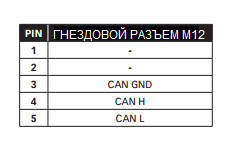 PIN ГНЕЗДОВОЙ РАЗЪЕМ M12
1 -
2 -
3 CAN GND
4 CAN H
5 CAN L